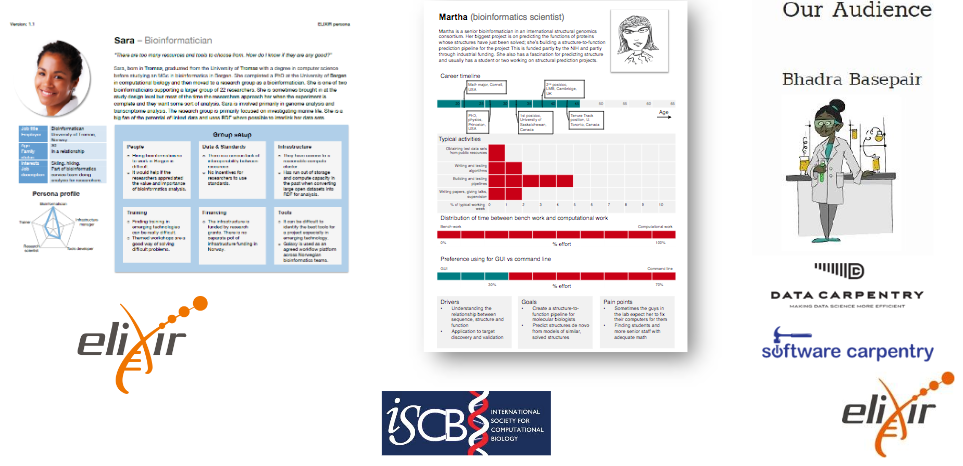 Version: 1.1
ELIXIR persona
Sara – Bioinformatician
"There are too many resources and tools to choose from. How do I know if they are any good?"
Sara, born in Tromsø, graduated from the University of Tromsø with a degree in computer science
before studying an MSc in bioinformatics in Bergen. She completed a PhD at the University of Bergen
in computational biology and then moved to a research group as a bioinformatician. She is one of two
bioinformaticians supporting a larger group of 22 researchers. She is sometimes brought in at the
study design level but most of the time the researchers approach her when the experiment is
complete and they want some sort of analysis. Sara is involved primarily in genome analysis and
transcriptome analysis. The research group is primarily focused on investigating marine life. She is a
big fan of the potential of linked data and uses RDF where possible to interlink her data sets.
Job title
Bioinformatician
Employer
University of Tromsø,
Norway
Age
Family
In a relationship
Interests
Skiing, hiking.
Job
description
Part of bioinformatics
service team doing
analysis for researchers.
Persona profile
Bioinformatician
Trainer
Infrastructure
manager
Research
scientist
Tools developer
Group setup
People
Hiring bioinformaticians
to work in Bergen is
difficult.
It would help if the
researchers appreciated
the value and importance
of bioinformatics analysis.
Data & Standards
No incentives for
researchers to use
standards.
Infrastructure
Has run out of storage
and compute capacity in
the past when converting
large open datasets into
RDF for analysis.
Training
Finding training in
emerging technologies
can be really difficult.
Themed workshops are a
good way of solving
difficult problems.
Financing
The infrastructure is
funded by research
grants. There is no
separate pot of
infrastructure funding in
Norway.
Tools
It can be difficult to
identify the best tools for
a project especially in
emerging technology.
Galaxy is used as an
agreed workflow platform
across Norwegian
bioinformatics teams.
elixir
Martha (bioinformatics scientist)
Martha is a senior bioinformatician in an international structural genomics
consortium. Her biggest project is on predicting the functions of proteins
whose structures have just been solved; she's building a structure-to-function
prediction pipeline for the project This is funded partly by the NIH and partly
through industrial funding. She also has a fascination for predicting structure
and usually has a student or two working on structural prediction projects.
Career timeline
Math major, Cornell,
USA
2nd position,
LMB, Cambridge,
UK
PhD,
physics
Princeton,
USA
1st position,
University of
Saskatchewan,
Canada
Tenure Track
position, U
Toronto,
Canada
Age
Typical activities
Obtaining test data sets
from public resources
Writing and testing
algorithms
Building and testing
pipelines
Writing papers, giving talks,
supervision
% of typical working
week
0 1 2 3 4 5 6 7 8 9 10
Distribution of time between bench work and computational work
Bench work
Computational work
0%
% effort
100%
Preference using for GUI vs command line
GUI
Command line
30%
% effort
70%
Drivers
Understanding the
relationship between
sequence, structure and
function
Application to target
discovery and validation
Goals
Create a structure-to-
function pipeline for
molecular biologists
Predict structures de novo
from models of similar,
solved structures
Pain points
Sometimes the guys in
the lab expect her to fix
their computers for them
Finding students and
more senior staff with
adequate math
iSCB
INTERNATIONAL
SOCIETY FOR
COMPUTATIONAL
BIOLOGY
Our Audience
Bhadra Basepair
DATA CARPENTRY
MAKING DATA SCIENCE MORE EFFICIENT
software carpentry
elixir